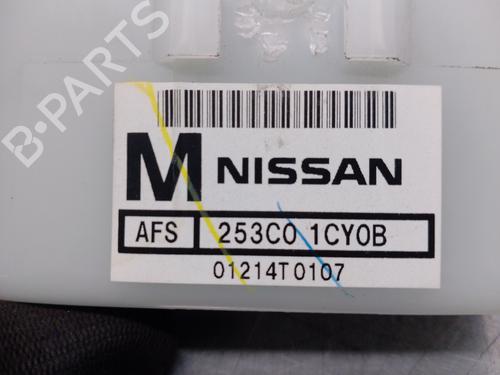 B-PARTS
M NISSAN
AFS 253C0 1CY0B
01214T0107